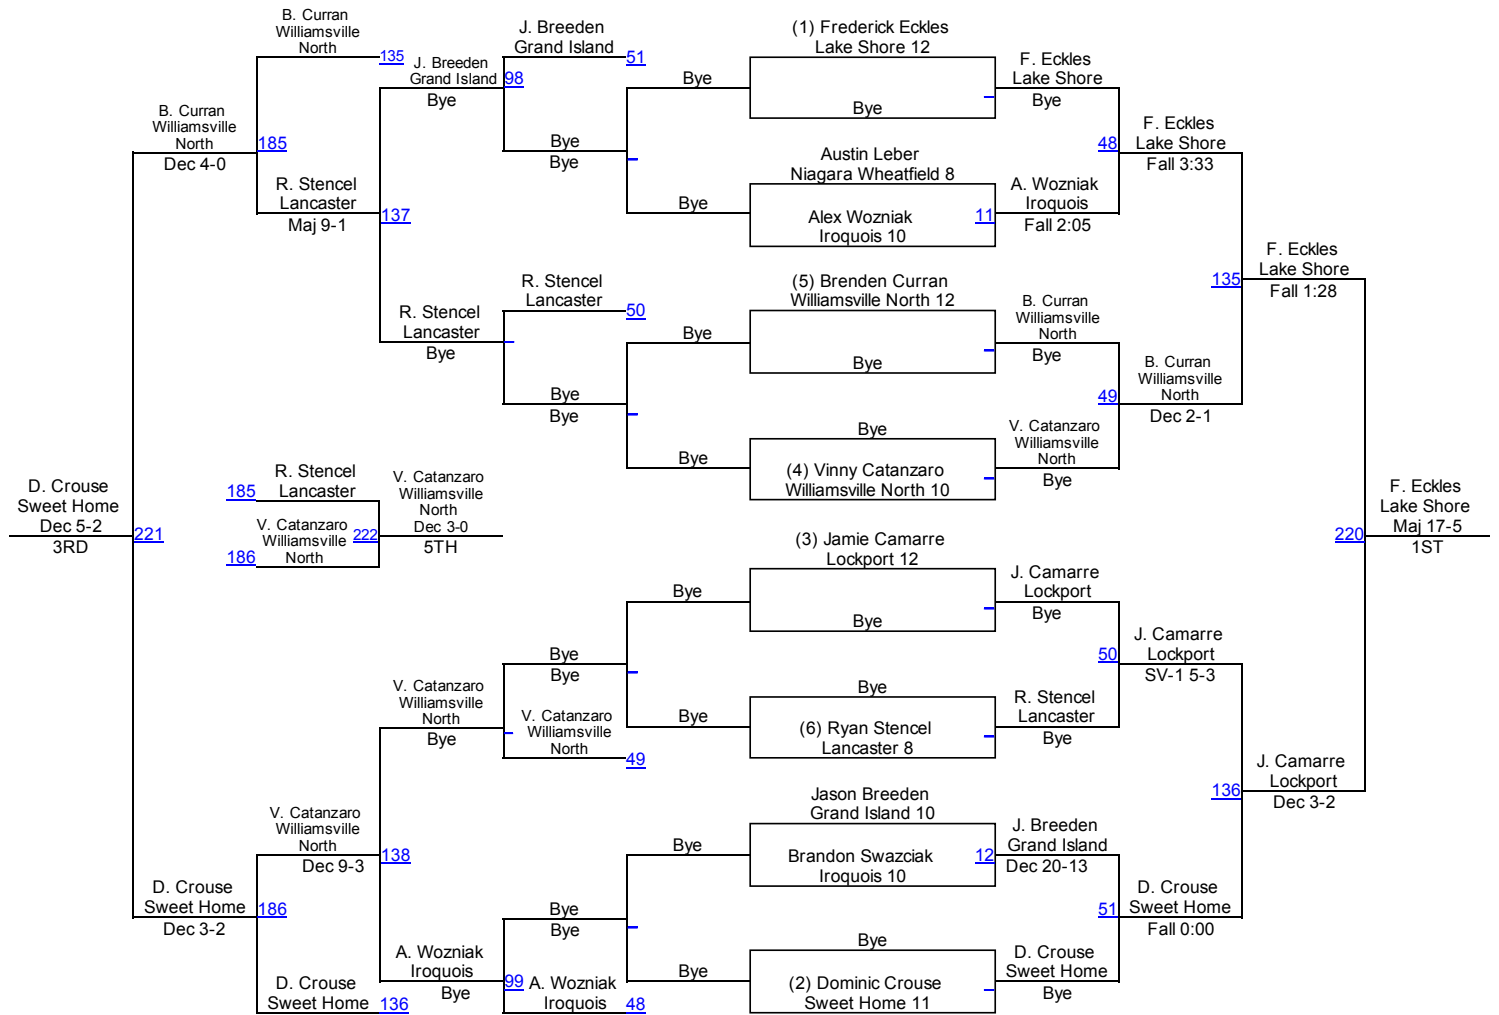 B. Curran
Williamsville
North
135
J. Breeden
Grand Island
98
Bye
J. Breeden
Grand Island
51
Bye
(1) Frederick Eckles
Lake Shore 12
Bye
F. Eckles
Lake Shore
Bye
B. Curran
Williamsville
North
Dec 4-0
185
Bye
Bye
Austin Leber
Niagara Wheatfield 8
48
F. Eckles
Lake Shore
Fall 3:33
R. Stencel
Lancaster
Maj 9-1
137
Bye
Alex Wozniak
Iroquois 10
11
A. Wozniak
Iroquois
Fall 2:05
R. Stencel
Lancaster
Bye
R. Stencel
Lancaster
50
Bye
(5) Brenden Curran
Williamsville North 12
Bye
B. Curran
Williamsville
North
Bye
135
F. Eckles
Lake Shore
Fall 1:28
Bye
Bye
49
B. Curran
Williamsville
North
Dec 2-1
Bye
Bye
(4) Vinny Catanzaro
Williamsville North 10
V. Catanzaro
Williamsville
North
Bye
D. Crouse
Sweet Home
Dec 5-2
3RD
221
185
R. Stencel
Lancaster
186
V. Catanzaro
Williamsville
North
222
V. Catanzaro
Williamsville
North
Dec 3-0
5TH
220
F. Eckles
Lake Shore
Maj 17-5
1ST
Bye
(3) Jamie Camarre
Lockport 12
Bye
J. Camarre
Lockport
Bye
V. Catanzaro
Williamsville
North
Bye
Bye
Bye
50
J. Camarre
Lockport
SV-1 5-3
V. Catanzaro
Williamsville
North
49
Bye
Bye
(6) Ryan Stencel
Lancaster 8
R. Stencel
Lancaster
Bye
V. Catanzaro
Williamsville
North
Dec 9-3
138
Bye
Jason Breeden
Grand Island 10
Brandon Swazciak
Iroquois 10
12
J. Breeden
Grand Island
Dec 20-13
136
J. Camarre
Lockport
Dec 3-2
D. Crouse
Sweet Home
Dec 3-2
186
Bye
Bye
51
D. Crouse
Sweet Home
Fall 0:00
D. Crouse
Sweet Home
136
A. Wozniak
Iroquois
Bye
99
A. Wozniak
Iroquois
48
Bye
Bye
(2) Dominic Crouse
Sweet Home 11
D. Crouse
Sweet Home
Bye